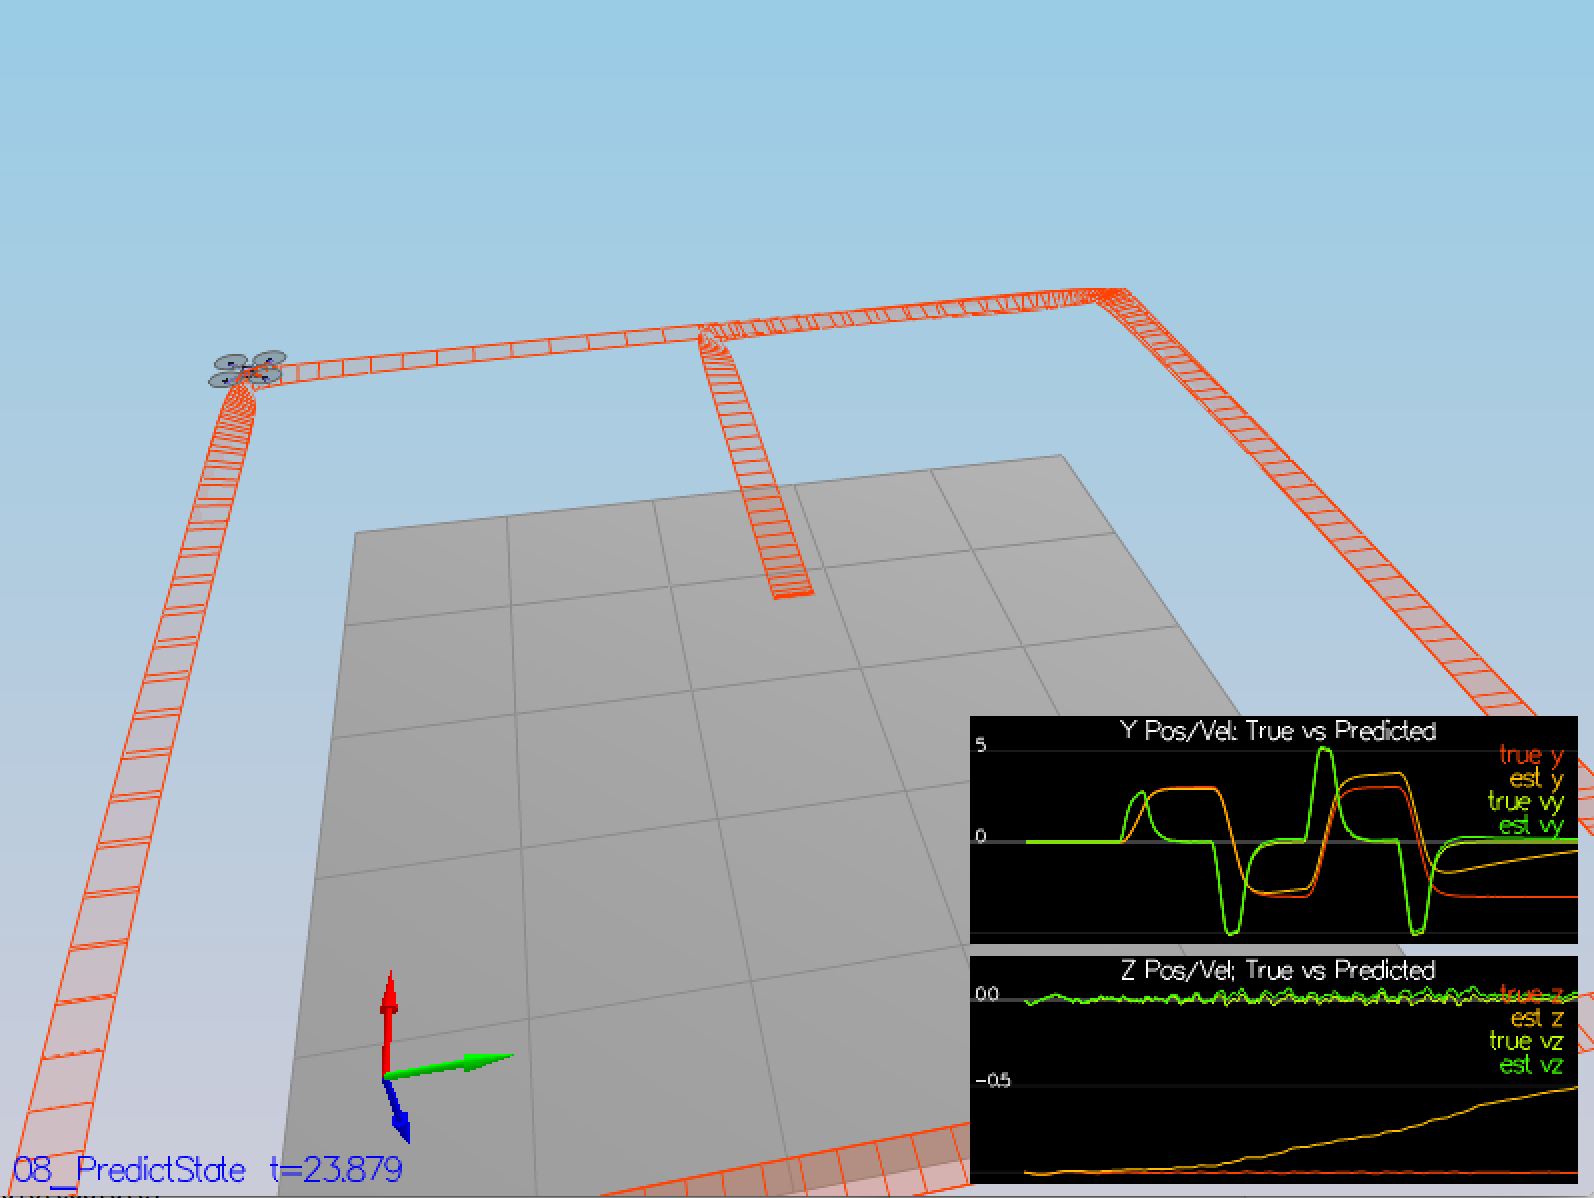 Y Pos/Vel: True vs Predicted
5
true y
est y
true vy
0
est vy
Z Pos/Vel; True vs Predicted
0.0
true z
est z
true vz
est vz
-0.5
08_PredictState t=23.879